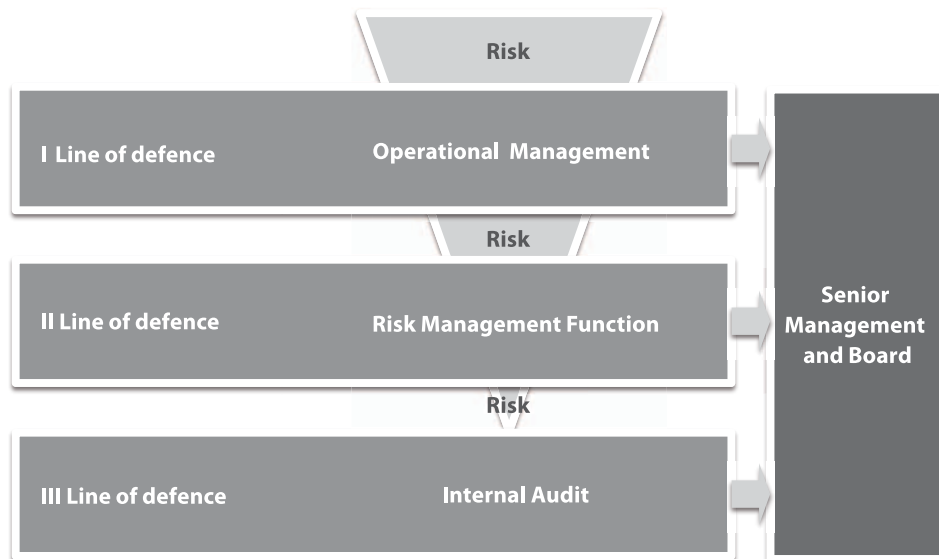 Risk
I Line of defence
Operational Management
Risk
II Line of defence
Risk Management Function
Risk
III Line of defence
Internal Audit
Senior
Management
and Board